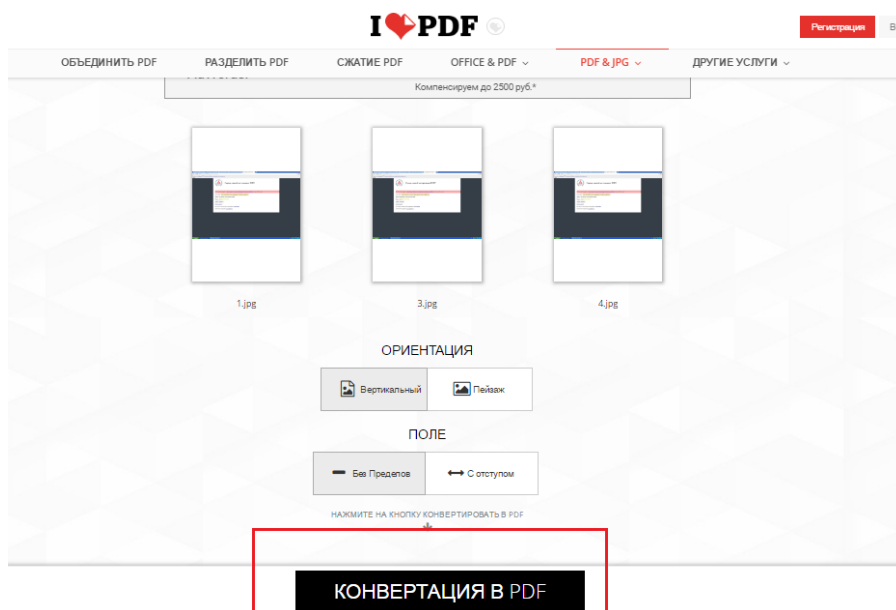 I PDF
Регистрация В
ОБЪЕДИНИТЬ PDF РАЗДЕЛИТЬ PDF СЖАТИЕ PDF OFFICE & PDF PDF & JPG ДРУГИЕ УСЛУГИ
Компенсируем до 2500 руб.*
1.jpg 3.jpg 4.jpg
ОРИЕНТАЦИЯ
Вертикальный Пейзаж
ПОЛЕ
Без Пределов С отступом
НАЖМИТЕ НА КНОПКУ КОНВЕРТИРОВАТЬ В PDF
КОНВЕРТАЦИЯ В PDF